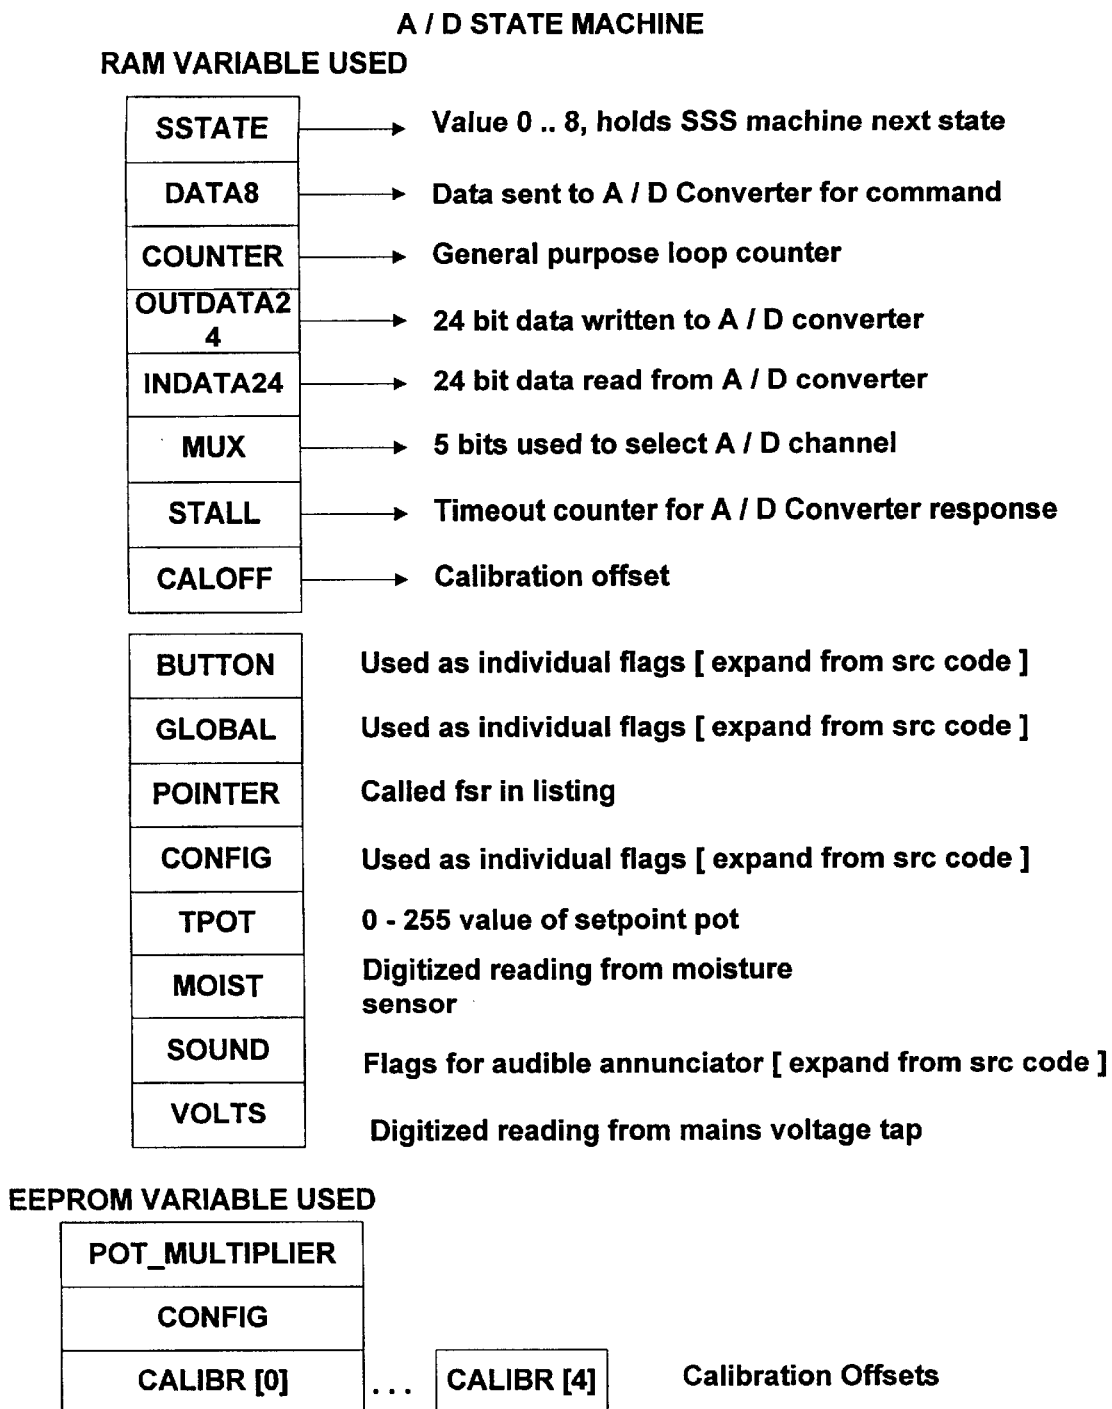 A / D STATE MACHINE
RAM VARIABLE USED
SSTATE Value 0 .. 8, holds SSS machine next state
DATA8 Data sent to A / D Converter for command
COUNTER General purpose loop counter
OUTDATA2
4 24 bit data written to A / D converter
INDATA24 24 bit data read from A / D converter
MUX 5 bits used to select A / D channel
STALL Timeout counter for A / D Converter response
CALOFF Calibration offset
BUTTON Used as individual flags [ expand from src code ]
GLOBAL Used as individual flags [ expand from src code ]
POINTER Called fsr in listing
CONFIG Used as individual flags [ expand from src code ]
TPOT 0 - 255 value of setpoint pot
MOIST Digitized reading from moisture
sensor
SOUND Flags for audible annunciator [ expand from src code ]
VOLTS Digitized reading from mains voltage tap
EEPROM VARIABLE USED
POT_MULTIPLIER
CONFIG
CALIBR [0] ... CALIBR [4] Calibration Offsets